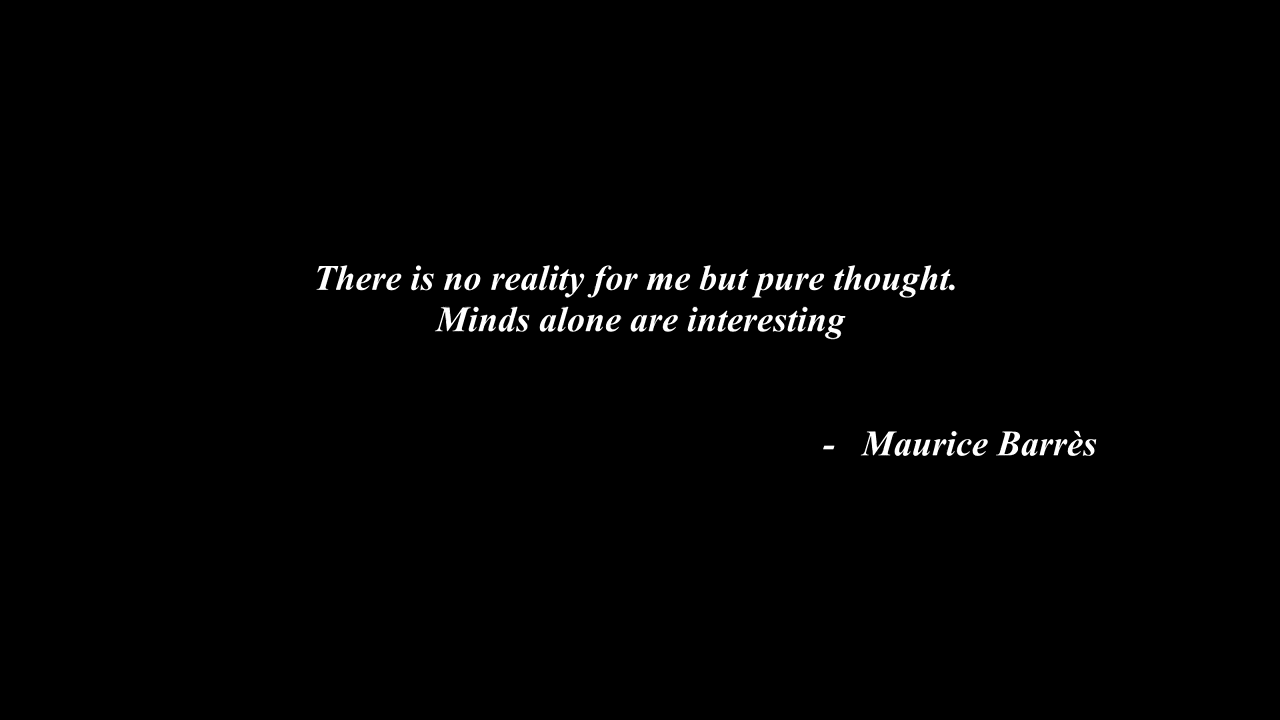 There is no reality for me but pure thought.
Minds alone are interesting
- Maurice Barrès